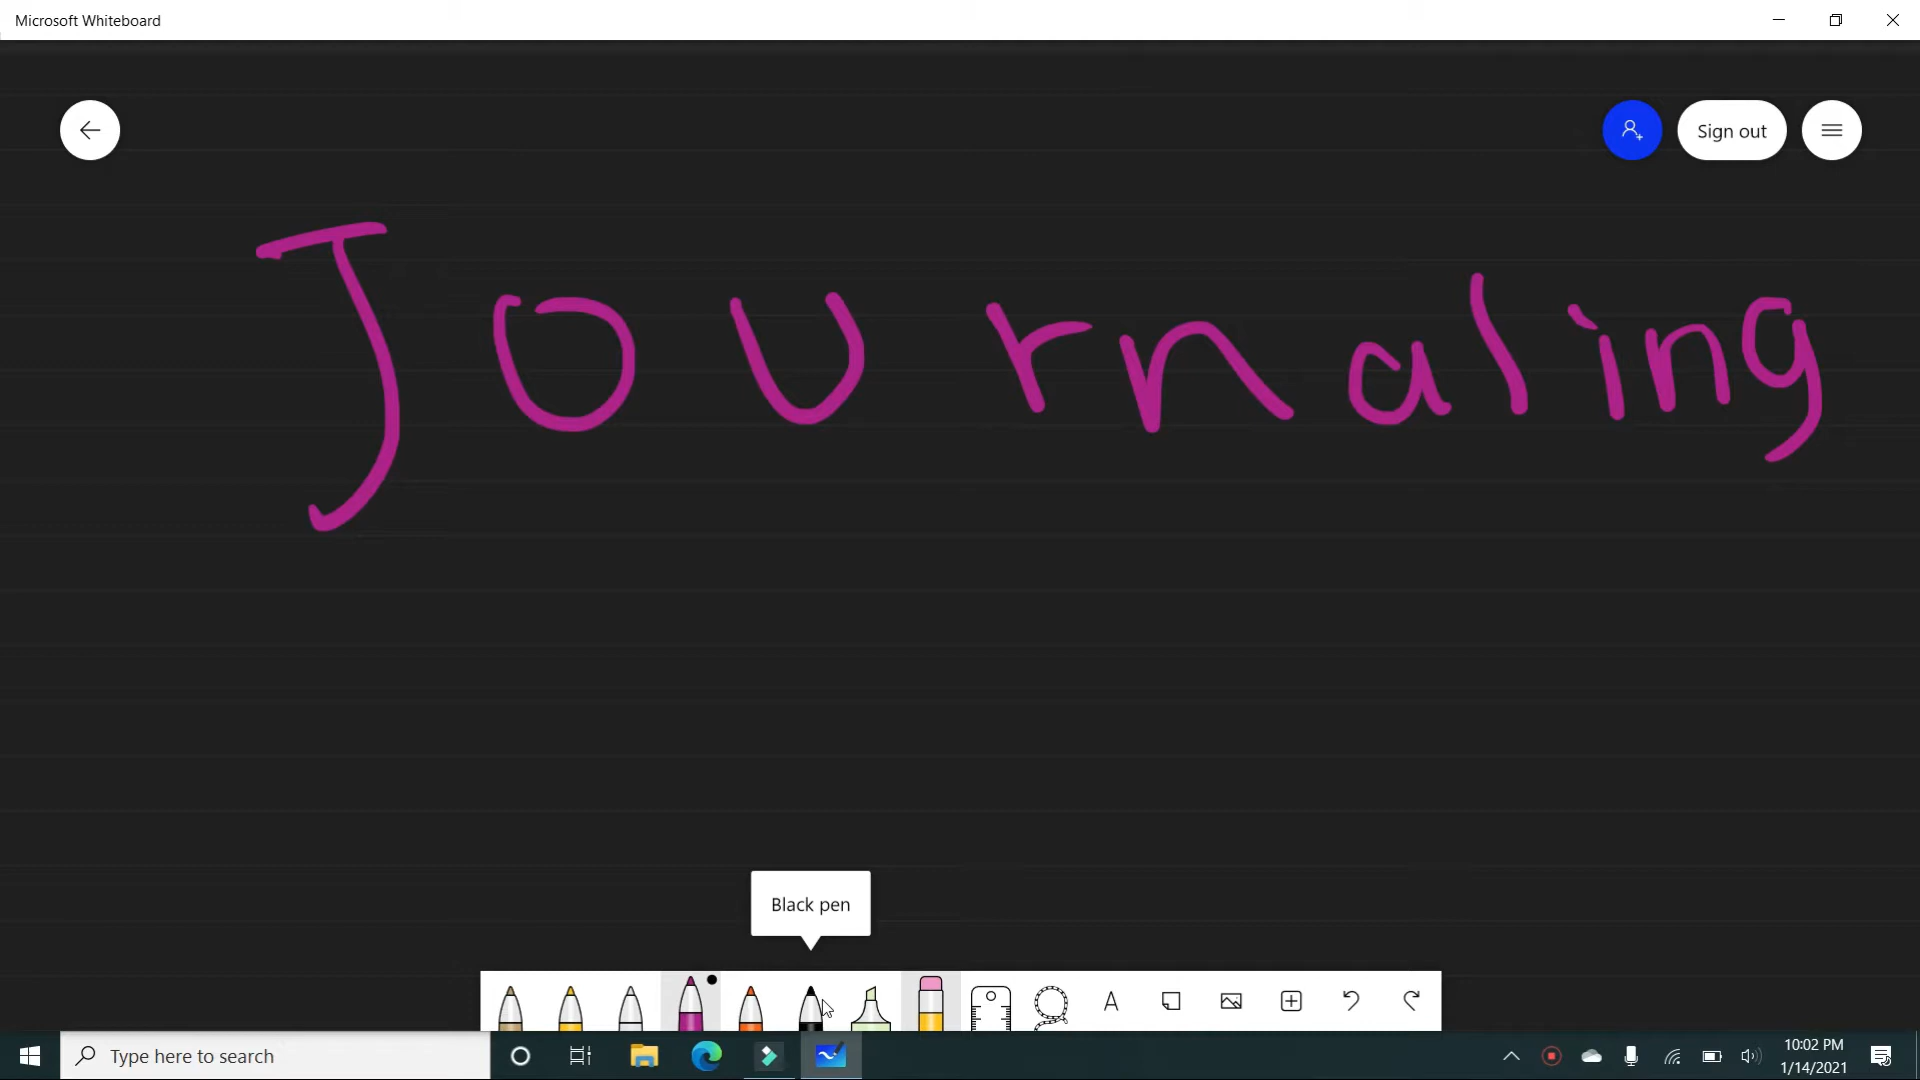 Microsoft Whiteboard
Sign out
Journaling
Black pen
A
Type here to search
10:02 PM
1/14/2021